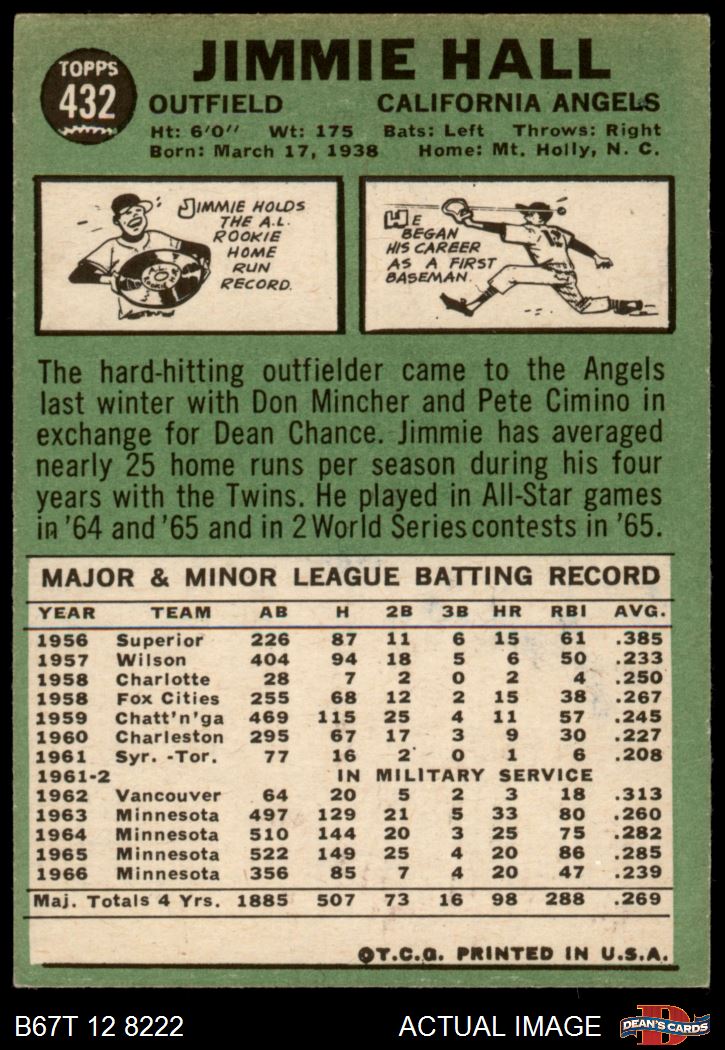 TOPPS
432
JIMMIE HALL
OUTFIELD CALIFORNIA ANGELS
Ht: 6'0" Wt: 175 Bats: Left Throws: Right
Born: March 17, 1938 Home: Mt. Holly, N. C.
JIMMIE HOLDS
THE A.L.
ROOKIE
HOME
RUN
RECORD.
HE
BEGAN
HIS CAREER
AS A FIRST
BASEMAN.
The hard-hitting outfielder came to the Angels
last winter with Don Mincher and Pete Cimino in
exchange for Dean Chance. Jimmie has averaged
nearly 25 home runs per season during his four
years with the Twins. He played in All-Star games
in '64 and '65 and in 2 World Series contests in '65.
MAJOR & MINOR LEAGUE BATTING RECORD
YEAR TEAM AB H 2B 3B HR RBI AVG.
1956 Superior 226 87 11 6 15 61 .385
1957 Wilson 404 94 18 5 6 50 .233
1958 Charlotte 28 7 2 0 2 4 .250
1958 Fox Cities 255 68 12 2 15 38 .267
1959 Chatt'n'ga 469 115 25 4 11 57 .245
1960 Charleston 295 67 17 3 9 30 .227
1961 Syr. -Tor. 77 16 2 0 1 6 .208
1961-2 IN MILITARY SERVICE
1962 Vancouver 64 20 5 2 3 18 .313
1963 Minnesota 497 129 21 5 33 80 .260
1964 Minnesota 510 144 20 3 25 75 .282
1965 Minnesota 522 149 25 4 20 86 .285
1966 Minnesota 356 85 7 4 20 47 .239
Maj. Totals 4 Yrs. 1885 507 73 16 98 288 .269
©T.C.G. PRINTED IN U.S.A.
B67T 12 8222 ACTUAL IMAGE
DEAN'S CARDS